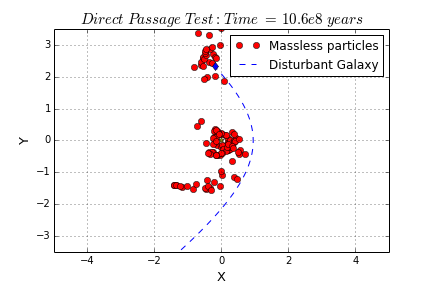 Direct Passage Test: Time = 10.6e8 years
Massless particles
Disturbant Galaxy
3
2
1
0
−1
−2
−3
Y
−4
−2
0
2
4
X